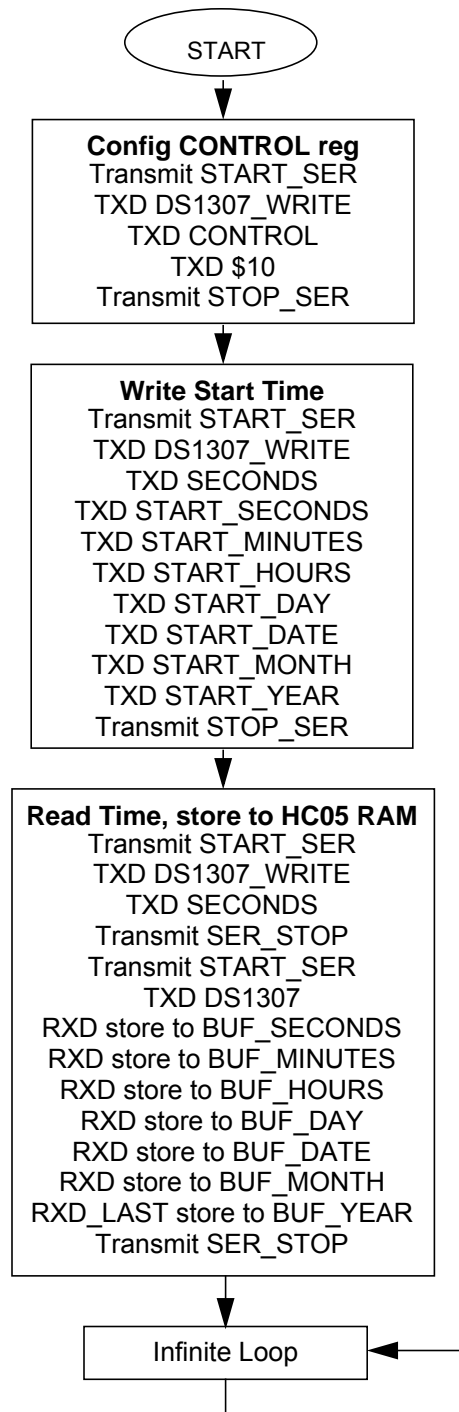 START
Config CONTROL reg
Transmit START_SER
TXD DS1307_WRITE
TXD CONTROL
TXD $10
Transmit STOP_SER
Write Start Time
Transmit START_SER
TXD DS1307_WRITE
TXD SECONDS
TXD START_SECONDS
TXD START_MINUTES
TXD START_HOURS
TXD START_DAY
TXD START_DATE
TXD START_MONTH
TXD START_YEAR
Transmit STOP_SER
Read Time, store to HC05 RAM
Transmit START_SER
TXD DS1307_WRITE
TXD SECONDS
Transmit SER_STOP
Transmit START_SER
TXD DS1307
RXD store to BUF_SECONDS
RXD store to BUF_MINUTES
RXD store to BUF_HOURS
RXD store to BUF_DAY
RXD store to BUF_DATE
RXD store to BUF_MONTH
RXD_LAST store to BUF_YEAR
Transmit SER_STOP
Infinite Loop